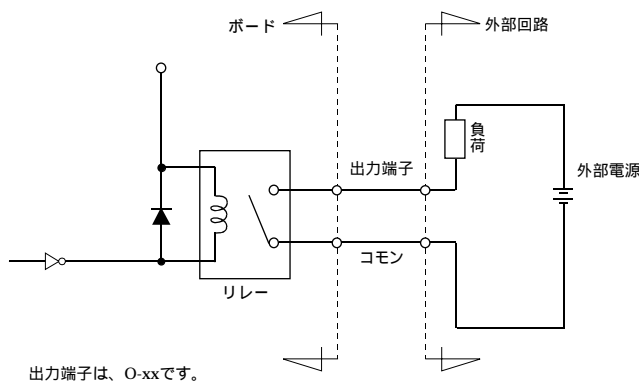 ボード
外部回路
負荷
出力端子
外部電源
コモン
リレー
出力端子は、O-xxです。